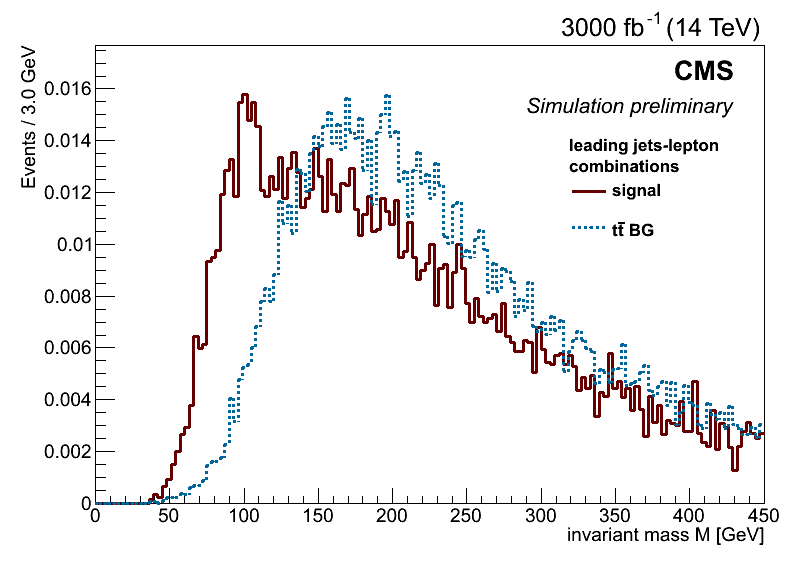 3000 fb⁻¹ (14 TeV)
Events / 3.0 GeV
CMS
Simulation preliminary
leading jets-lepton
combinations
signal
tt̄ BG
0.016
0.014
0.012
0.01
0.008
0.006
0.004
0.002
0
0 50 100 150 200 250 300 350 400 450
invariant mass M [GeV]